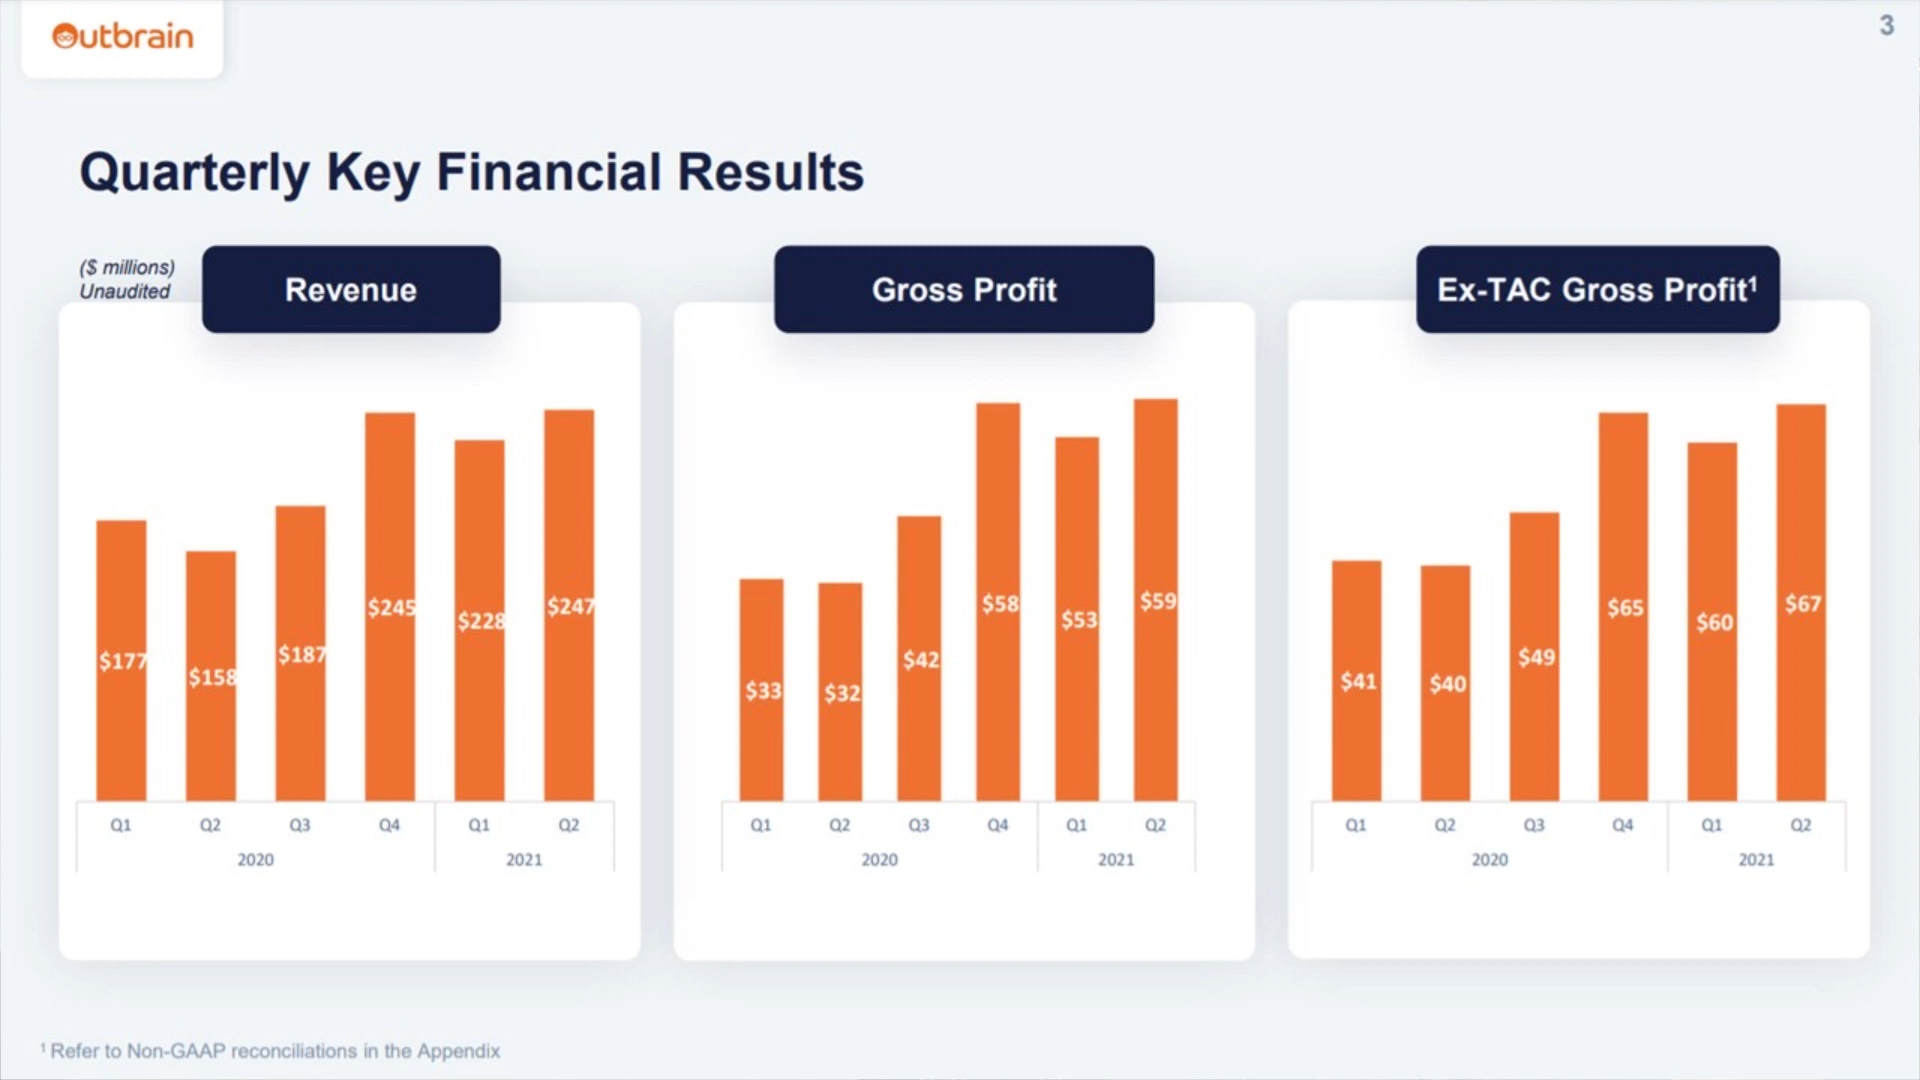 Outbrain
3
Quarterly Key Financial Results
($ millions)
Unaudited
Revenue
$177 $158 $187 $245 $228 $247
Q1 Q2 Q3 Q4 Q1 Q2
2020 2021
Gross Profit
$33 $32 $42 $58 $53 $59
Q1 Q2 Q3 Q4 Q1 Q2
2020 2021
Ex-TAC Gross Profit¹
$41 $40 $49 $65 $60 $67
Q1 Q2 Q3 Q4 Q1 Q2
2020 2021
¹ Refer to Non-GAAP reconciliations in the Appendix